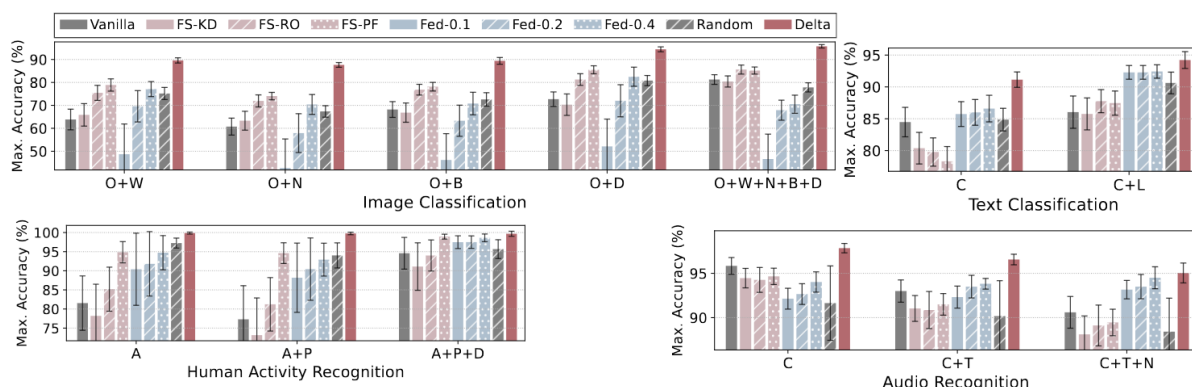 Vanilla FS-KD FS-RO FS-PF Fed-0.1 Fed-0.2 Fed-0.4 Random Delta
Max. Accuracy (%)
90
80
70
60
50
O+W O+N O+B O+D O+W+N+B+D
Image Classification
Max. Accuracy (%)
95
90
85
80
C C+L
Text Classification
Max. Accuracy (%)
100
95
90
85
80
75
A A+P A+P+D
Human Activity Recognition
Max. Accuracy (%)
95
90
C C+T C+T+N
Audio Recognition